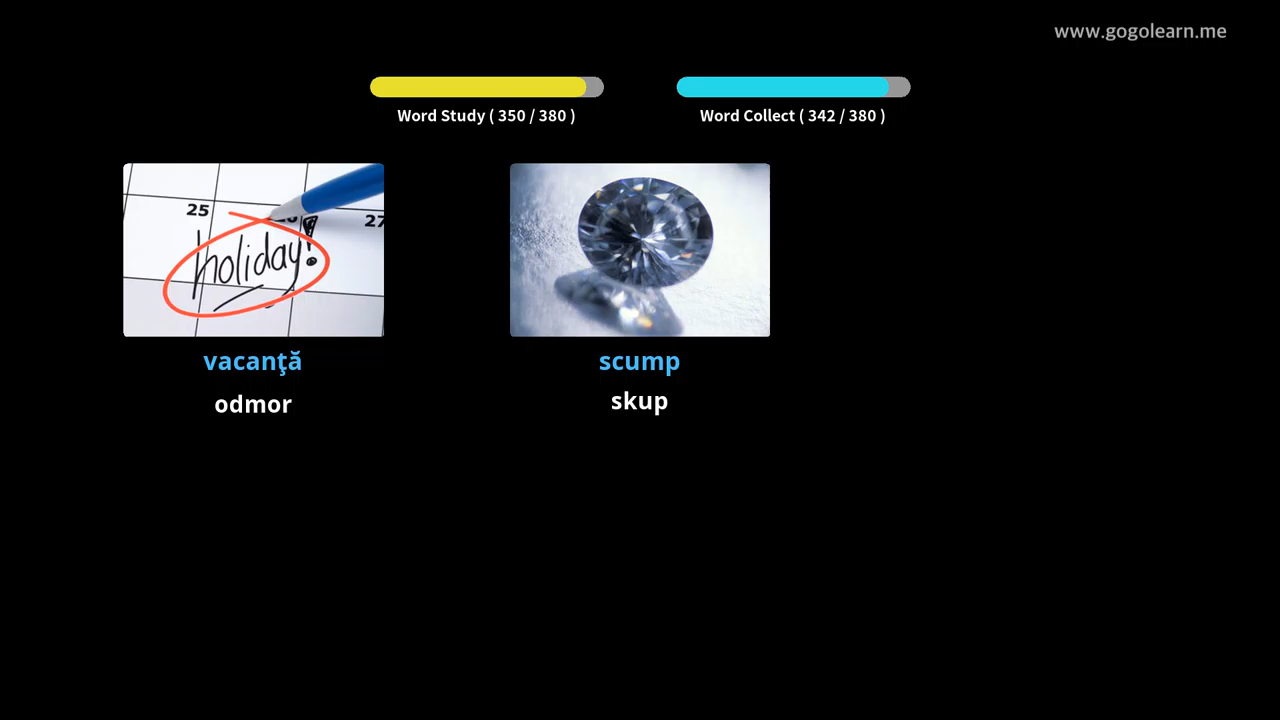 www.gogolearn.me
Word Study ( 350 / 380 )
Word Collect ( 342 / 380 )
25
27
holiday!
vacanţă
scump
odmor
skup